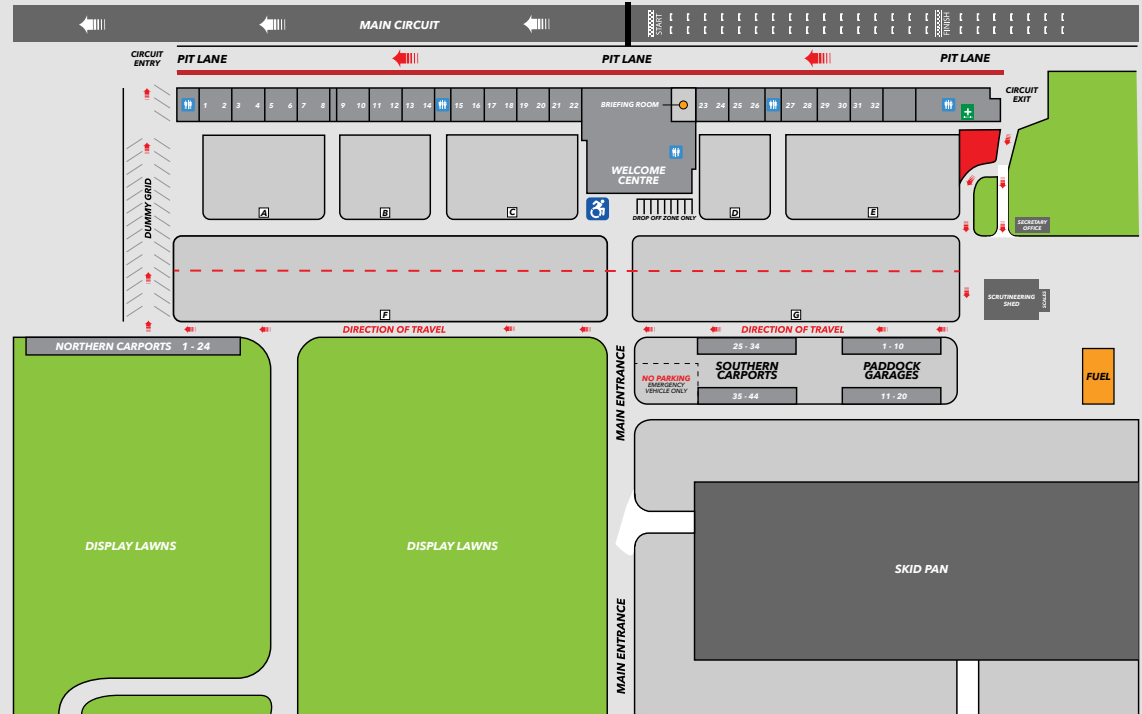 MAIN CIRCUIT
START
FINISH
CIRCUIT
ENTRY
PIT LANE
PIT LANE
PIT LANE
CIRCUIT
EXIT
1 2 3 4 5 6 7 8 9 10 11 12 13 14 15 16 17 18 19 20 21 22
BRIEFING ROOM
23 24 25 26 27 28 29 30 31 32
WELCOME
CENTRE
DUMMY GRID
A
B
C
DROP OFF ZONE ONLY
D
E
SECRETARY
OFFICE
SCRUTINEERING
SHED
SCALES
F
G
DIRECTION OF TRAVEL
DIRECTION OF TRAVEL
NORTHERN CARPORTS 1 - 24
MAIN ENTRANCE
25 - 34
1 - 10
NO PARKING
EMERGENCY
VEHICLE ONLY
SOUTHERN
CARPORTS
PADDOCK
GARAGES
35 - 44
11 - 20
FUEL
DISPLAY LAWNS
DISPLAY LAWNS
MAIN ENTRANCE
SKID PAN